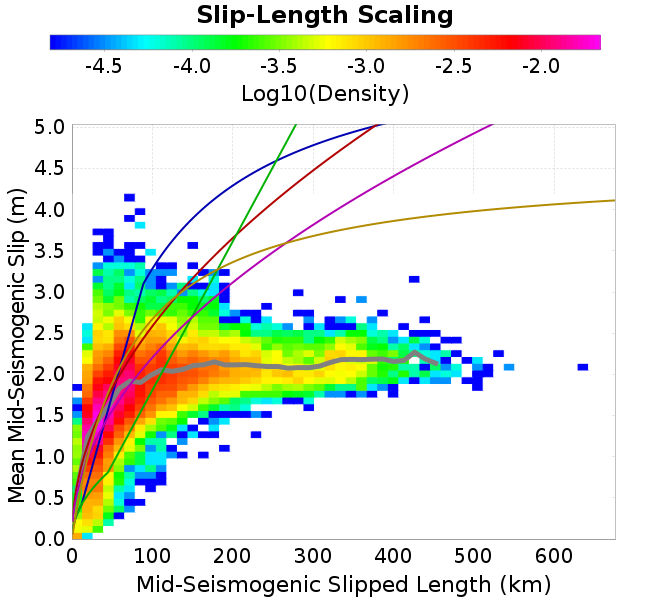 Slip-Length Scaling
-4.5 -4.0 -3.5 -3.0 -2.5 -2.0
Log10(Density)
Mean Mid-Seismogenic Slip (m)
5.0
4.5
4.0
3.5
3.0
2.5
2.0
1.5
1.0
0.5
0.0
0 100 200 300 400 500 600
Mid-Seismogenic Slipped Length (km)